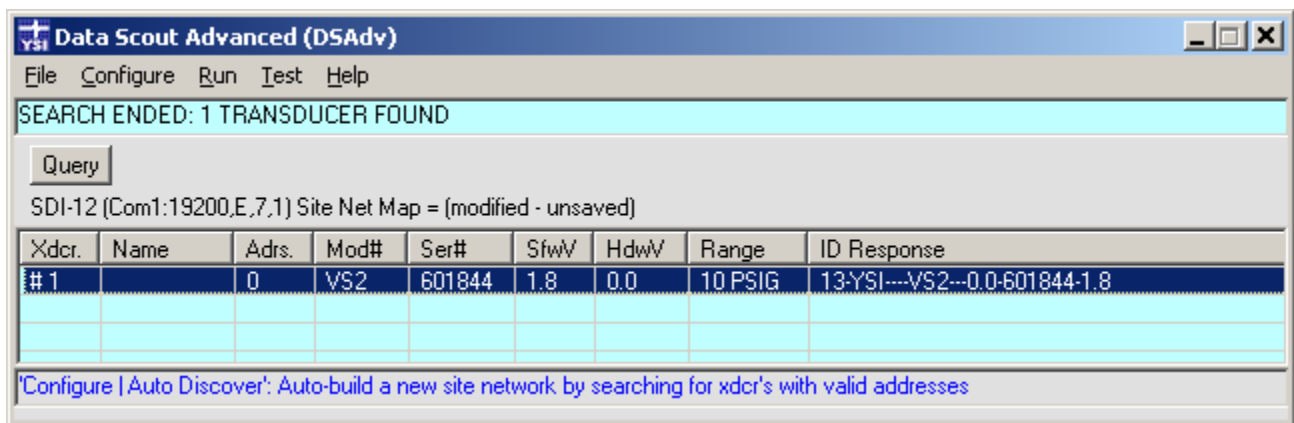 YSI Data Scout Advanced (DSAdv)
File Configure Run Test Help
SEARCH ENDED: 1 TRANSDUCER FOUND
Query
SDI-12 (Com1:19200,E,7,1) Site Net Map = (modified - unsaved)
Xdcr. Name Adrs. Mod# Ser# SfwV HdwV Range ID Response
# 1 0 VS2 601844 1.8 0.0 10 PSIG 13-YSI----VS2---0.0-601844-1.8
'Configure | Auto Discover': Auto-build a new site network by searching for xdcr's with valid addresses